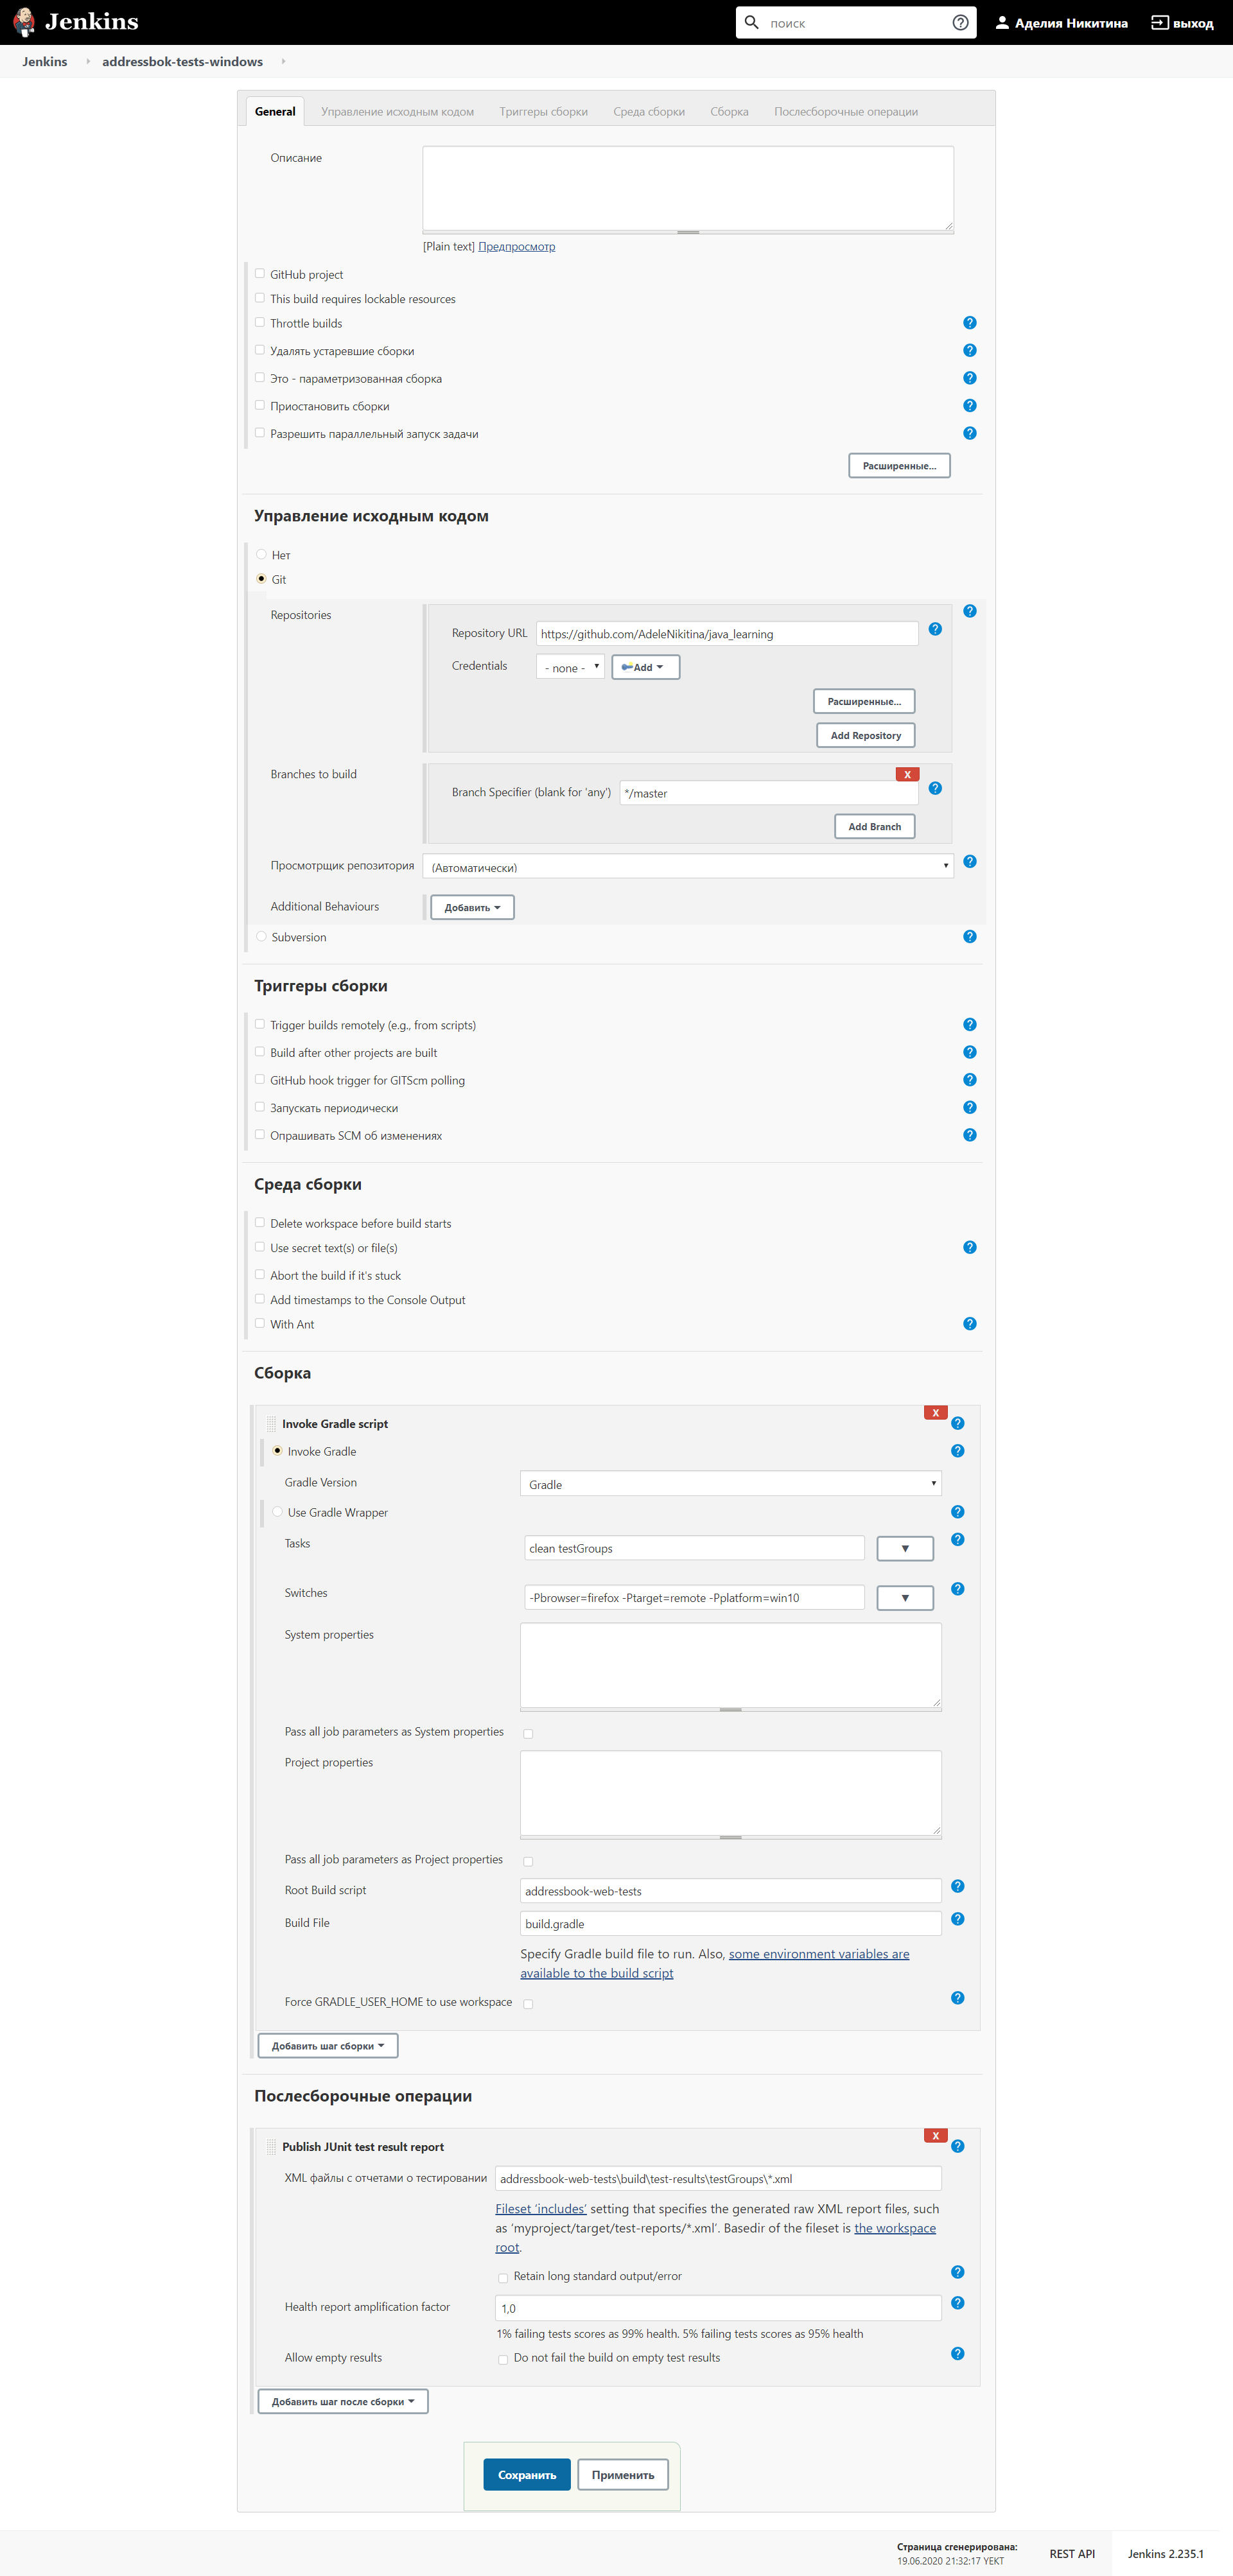 Jenkins
поиск
Аделия Никитина
выход
Jenkins
addressbok-tests-windows
General
Управление исходным кодом
Триггеры сборки
Среда сборки
Сборка
Послесборочные операции
Описание
[Plain text] Предпросмотр
GitHub project
This build requires lockable resources
Throttle builds
Удалять устаревшие сборки
Это - параметризованная сборка
Приостановить сборки
Разрешить параллельный запуск задачи
Расширенные...
Управление исходным кодом
Нет
Git
Repositories
Repository URL
https://github.com/AdeleNikitina/java_learning
Credentials
- none -
Add
Расширенные...
Add Repository
Branches to build
X
Branch Specifier (blank for 'any')
*/master
Add Branch
Просмотрщик репозитория
(Автоматически)
Additional Behaviours
Добавить
Subversion
Триггеры сборки
Trigger builds remotely (e.g., from scripts)
Build after other projects are built
GitHub hook trigger for GITScm polling
Запускать периодически
Опрашивать SCM об изменениях
Среда сборки
Delete workspace before build starts
Use secret text(s) or file(s)
Abort the build if it's stuck
Add timestamps to the Console Output
With Ant
Сборка
X
Invoke Gradle script
Invoke Gradle
Gradle Version
Gradle
Use Gradle Wrapper
Tasks
clean testGroups
Switches
-Pbrowser=firefox -Ptarget=remote -Pplatform=win10
System properties
Pass all job parameters as System properties
Project properties
Pass all job parameters as Project properties
Root Build script
addressbook-web-tests
Build File
build.gradle
Specify Gradle build file to run. Also, some environment variables are
available to the build script
Force GRADLE_USER_HOME to use workspace
Добавить шаг сборки
Послесборочные операции
X
Publish JUnit test result report
XML файлы с отчетами о тестировании
addressbook-web-tests\build\test-results\testGroups\*.xml
Fileset ‘includes’ setting that specifies the generated raw XML report files, such
as ‘myproject/target/test-reports/*.xml’. Basedir of the fileset is the workspace
root.
Retain long standard output/error
Health report amplification factor
1,0
1% failing tests scores as 99% health. 5% failing tests scores as 95% health
Allow empty results
Do not fail the build on empty test results
Добавить шаг после сборки
Сохранить
Применить
Страница сгенерирована:
19.06.2020 21:32:17 YEKT
REST API
Jenkins 2.235.1